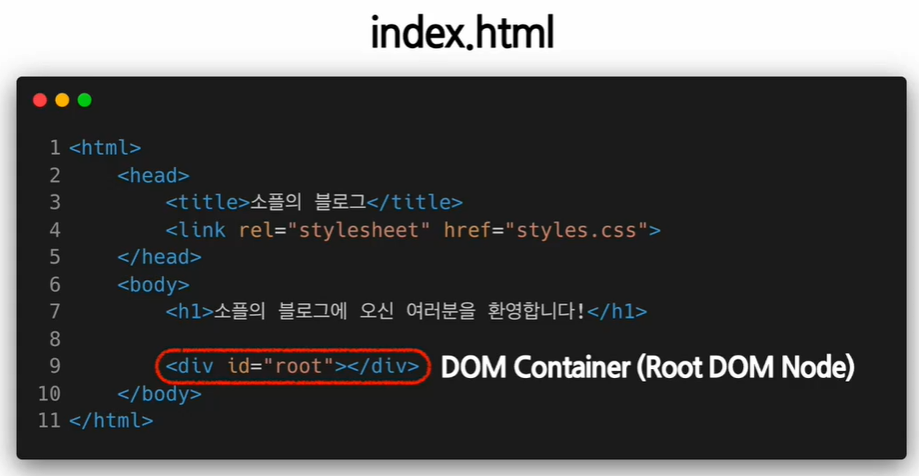 index.html
1 <html>
2     <head>
3         <title>소플의 블로그</title>
4         <link rel="stylesheet" href="styles.css">
5     </head>
6     <body>
7         <h1>소플의 블로그에 오신 여러분을 환영합니다!</h1>
8
9         <div id="root"></div> DOM Container (Root DOM Node)
10     </body>
11 </html>